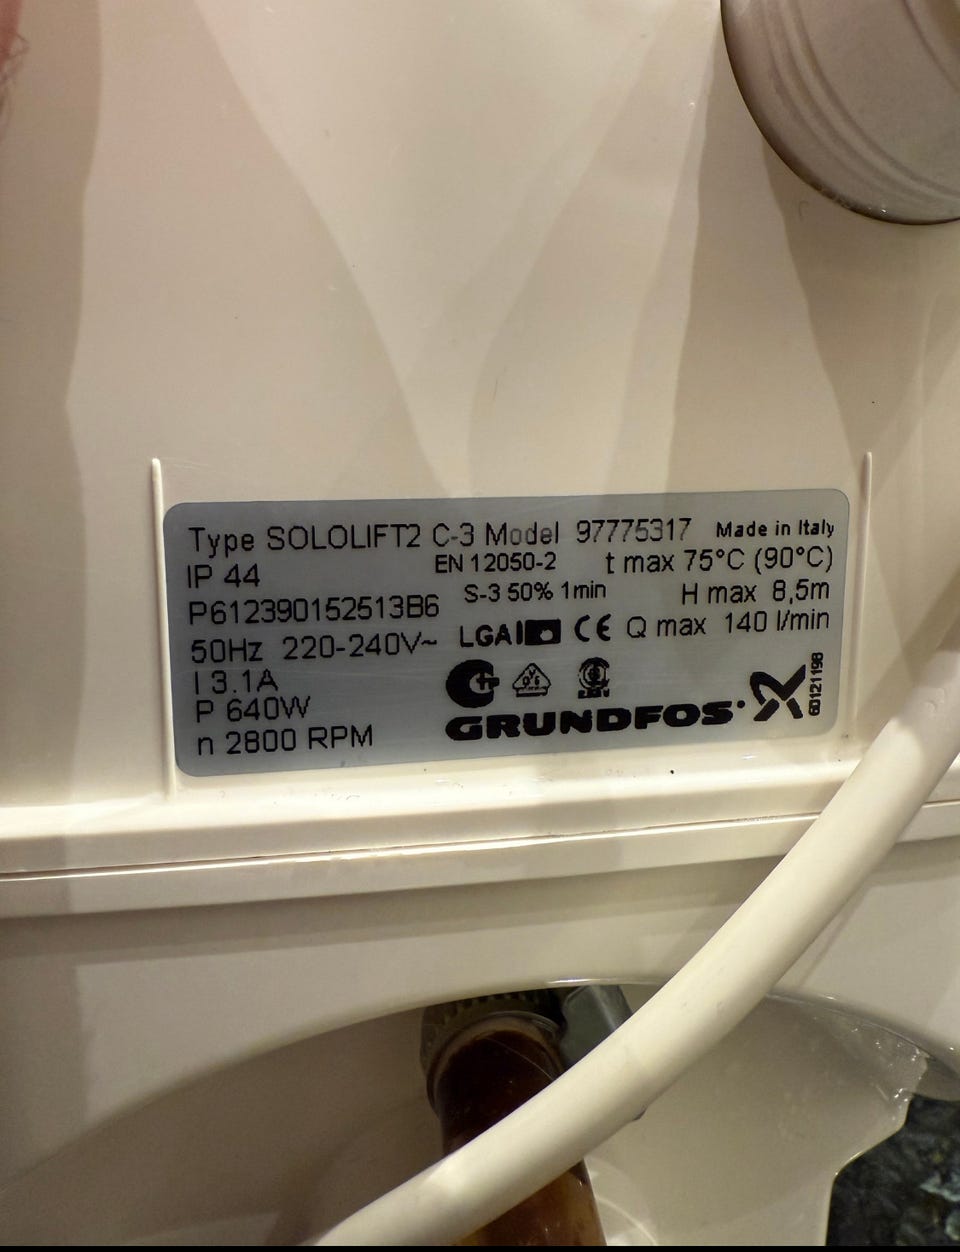 Type SOLOLIFT2 C-3 Model 97775317 Made in Italy
IP 44 EN 12050-2 t max 75°C (90°C)
P612390152513B6 S-3 50% 1min H max 8,5m
50Hz 220-240V~ LGA CE Q max 140 l/min
I 3.1A
P 640W
n 2800 RPM
GRUNDFOS
60121198